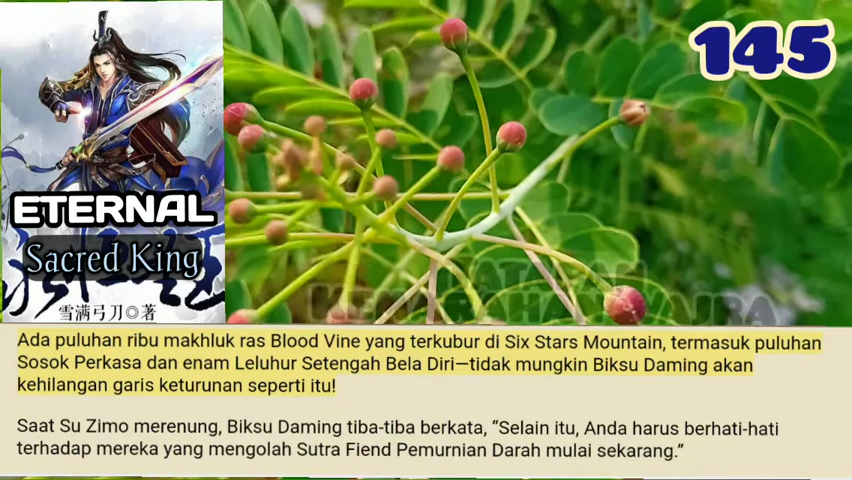 145
ETERNAL
Sacred King
雪满弓刀◎著
Ada puluhan ribu makhluk ras Blood Vine yang terkubur di Six Stars Mountain, termasuk puluhan
Sosok Perkasa dan enam Leluhur Setengah Bela Diri—tidak mungkin Biksu Daming akan
kehilangan garis keturunan seperti itu!
Saat Su Zimo merenung, Biksu Daming tiba-tiba berkata, “Selain itu, Anda harus berhati-hati
terhadap mereka yang mengolah Sutra Fiend Pemurnian Darah mulai sekarang.”